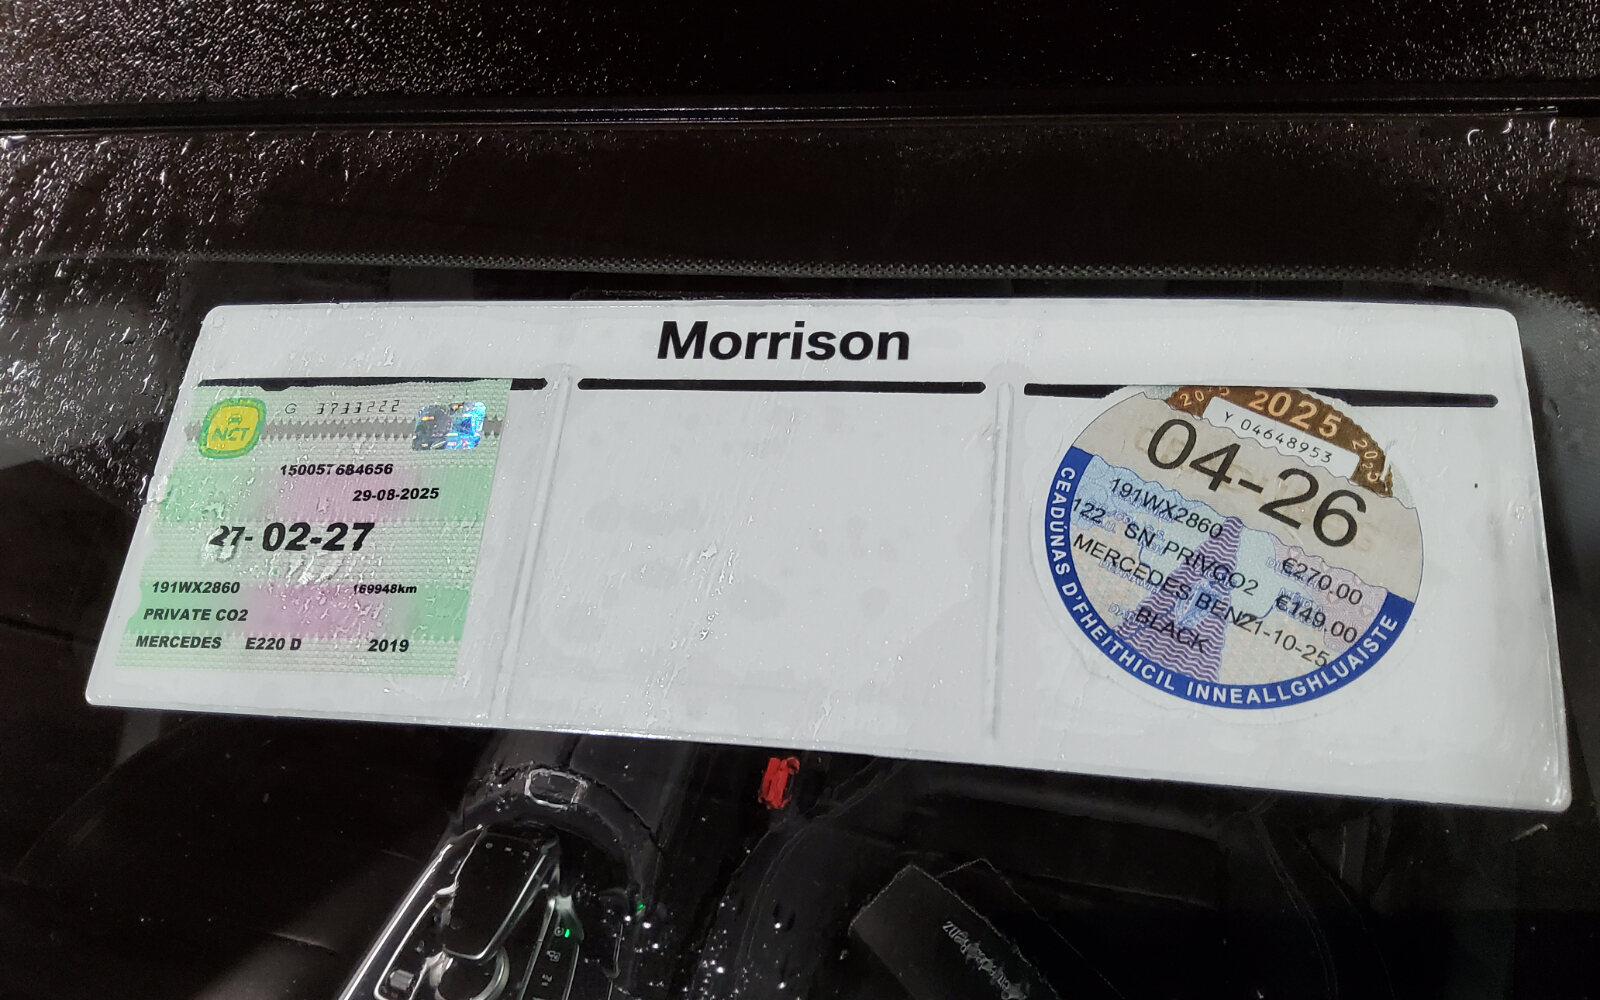 Morrison
NCT
G 3733222
150057684656
29-08-2025
27-02-27
191WX2860 169948km
PRIVATE CO2
MERCEDES E220 D 2019
2025 2025 2025
Y 04648953
04-26
191WX2860 €270.00
122 SN PRIVCO2 €149.00
MERCEDES BENZ 1-10-25
BLACK
CEADÚNAS D'FHEITHICIL INNEALLGHLUAISTE